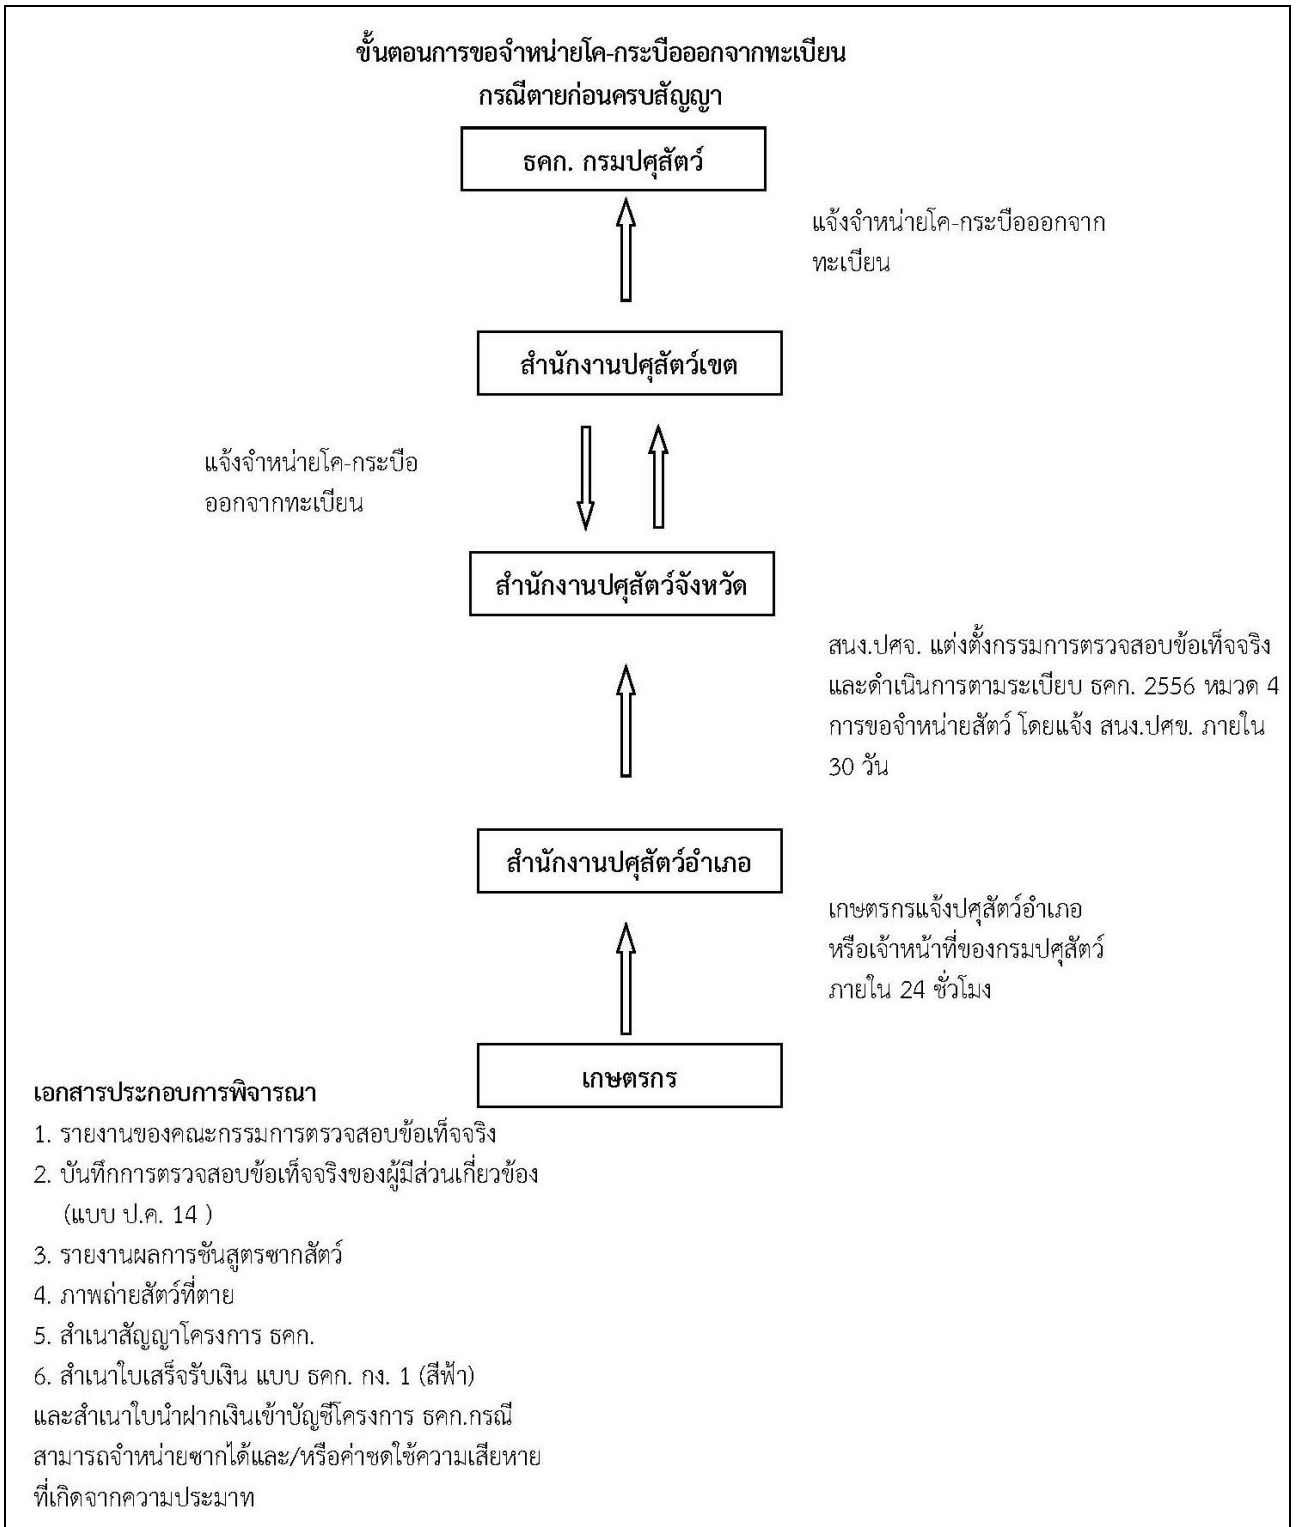 ขั้นตอนการขอจำหน่ายโค-กระบือออกจากทะเบียน
กรณีตายก่อนครบสัญญา
ธคก. กรมปศุสัตว์
แจ้งจำหน่ายโค-กระบือออกจาก
ทะเบียน
สำนักงานปศุสัตว์เขต
แจ้งจำหน่ายโค-กระบือ
ออกจากทะเบียน
สำนักงานปศุสัตว์จังหวัด
สนง.ปศจ. แต่งตั้งกรรมการตรวจสอบข้อเท็จจริง
และดำเนินการตามระเบียบ ธคก. 2556 หมวด 4
การขอจำหน่ายสัตว์ โดยแจ้ง สนง.ปศข. ภายใน
30 วัน
สำนักงานปศุสัตว์อำเภอ
เกษตรกรแจ้งปศุสัตว์อำเภอ
หรือเจ้าหน้าที่ของกรมปศุสัตว์
ภายใน 24 ชั่วโมง
เกษตรกร
เอกสารประกอบการพิจารณา
1. รายงานของคณะกรรมการตรวจสอบข้อเท็จจริง
2. บันทึกการตรวจสอบข้อเท็จจริงของผู้มีส่วนเกี่ยวข้อง
(แบบ ป.ค. 14 )
3. รายงานผลการชันสูตรซากสัตว์
4. ภาพถ่ายสัตว์ที่ตาย
5. สำเนาสัญญาโครงการ ธคก.
6. สำเนาใบเสร็จรับเงิน แบบ ธคก. กง. 1 (สีฟ้า)
และสำเนาใบนำฝากเงินเข้าบัญชีโครงการ ธคก.กรณี
สามารถจำหน่ายซากได้และ/หรือค่าชดใช้ความเสียหาย
ที่เกิดจากความประมาท